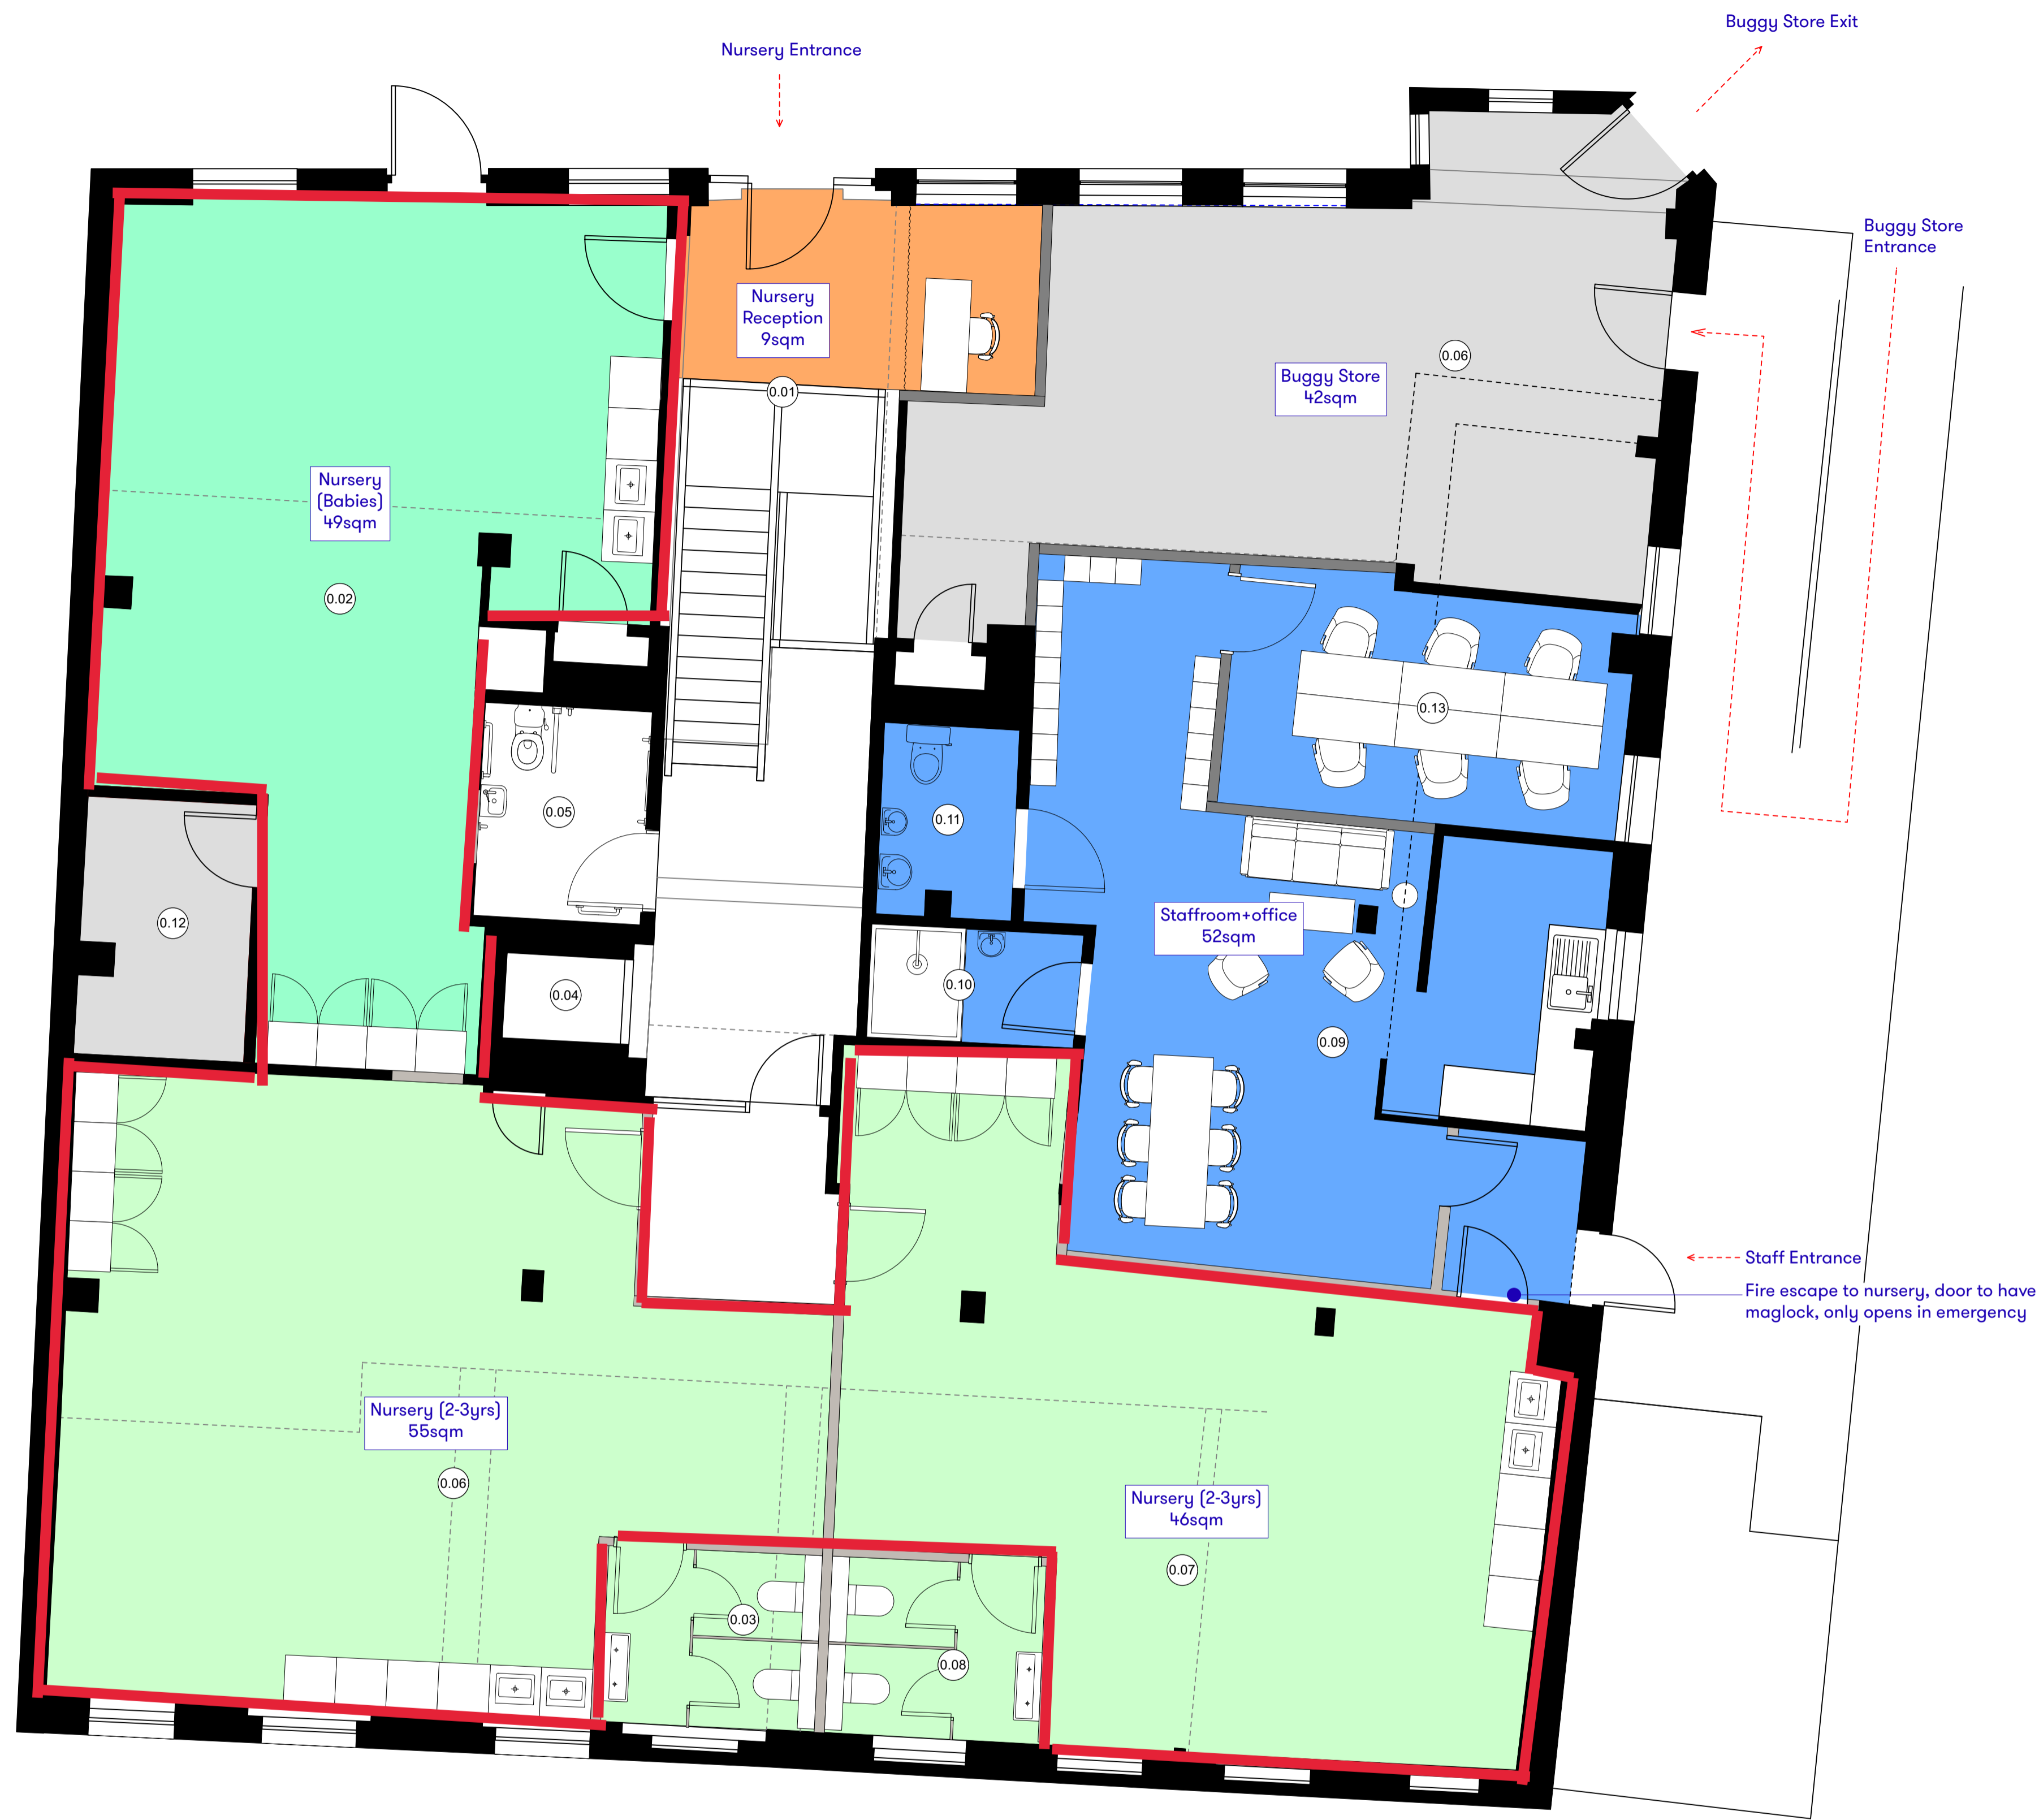 Buggy Store Exit
Nursery Entrance
Buggy Store
Entrance
Nursery
Reception
9sqm
0.06
Buggy Store
42sqm
0.01
Nursery
(Babies)
49sqm
0.02
0.13
0.05
0.11
0.12
Staffroom+office
52sqm
0.04
0.10
0.09
Staff Entrance
Fire escape to nursery, door to have
maglock, only opens in emergency
Nursery (2-3yrs)
55sqm
0.06
Nursery (2-3yrs)
46sqm
0.07
0.03
0.08